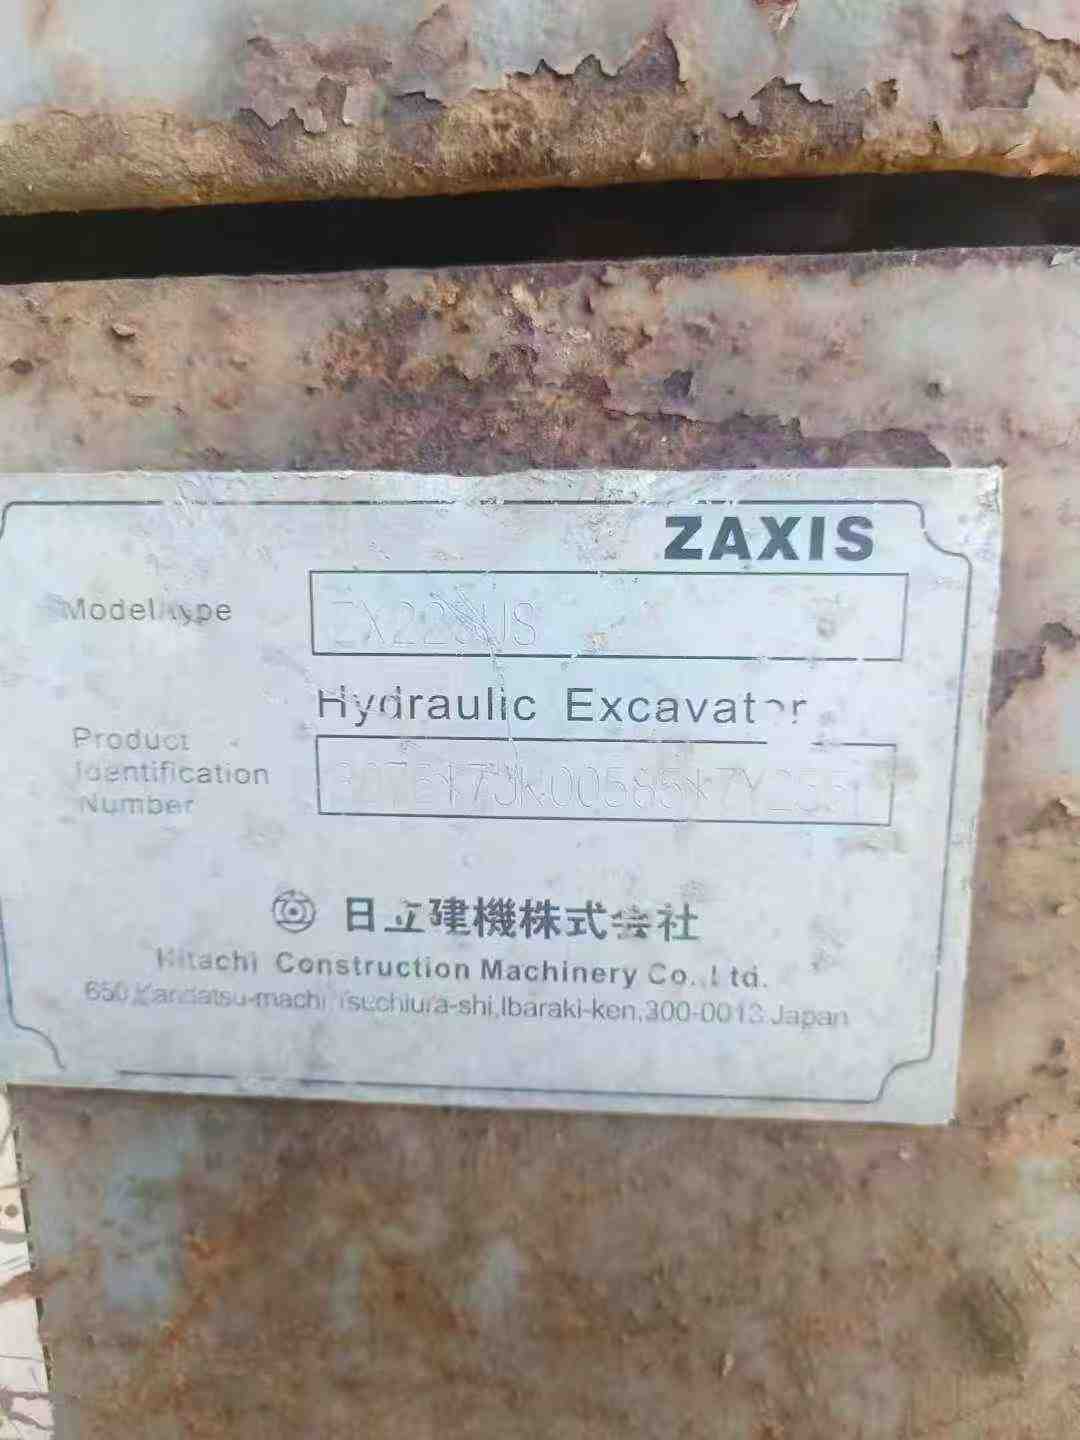 ZAXIS
Model/type
ZX225US
Hydraulic Excavator
Product
Identification
Number
日立建機株式会社
Hitachi Construction Machinery Co., Ltd.
650 Kandatsu-machi Tsuchiura-shi, Ibaraki-ken, 300-0013 Japan